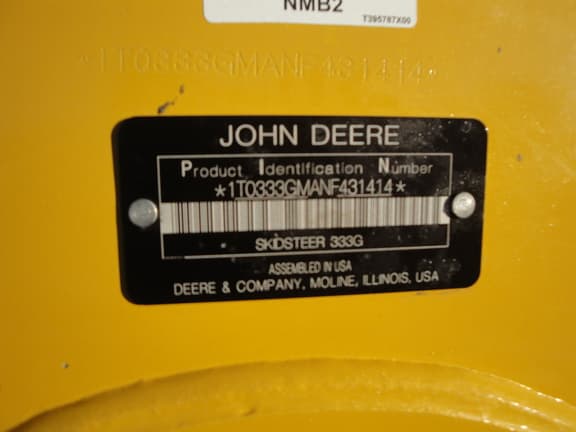 NMB2
T395787X00
*1T0333GMANF431414*
JOHN DEERE
Product Identification Number
*1T0333GMANF431414*
SKIDSTEER 333G
ASSEMBLED IN USA
DEERE & COMPANY, MOLINE, ILLINOIS, USA